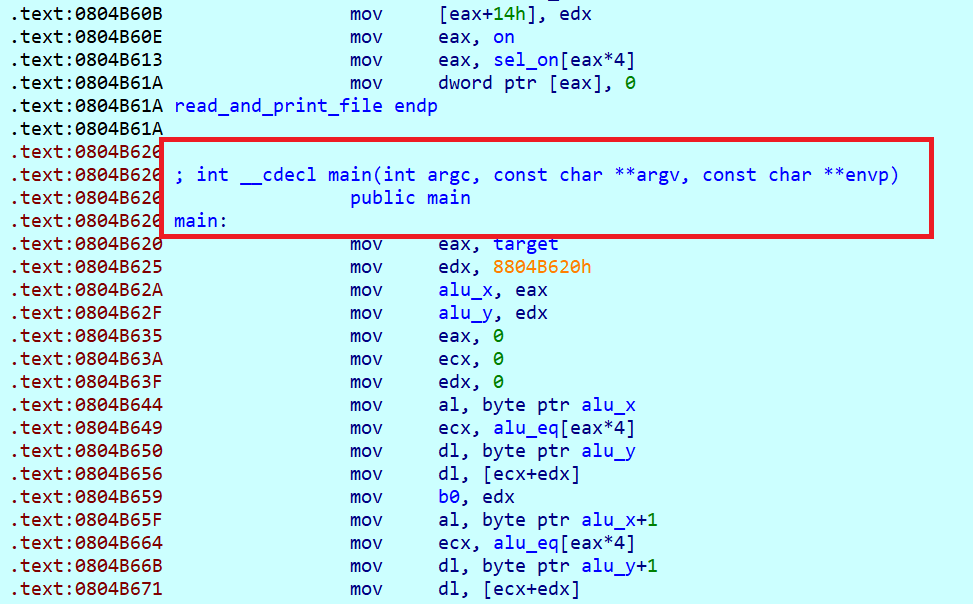 .text:0804B60B mov [eax+14h], edx
.text:0804B60E mov eax, on
.text:0804B613 mov eax, sel_on[eax*4]
.text:0804B61A mov dword ptr [eax], 0
.text:0804B61A read_and_print_file endp
.text:0804B61A
.text:0804B620
.text:0804B620 ; int __cdecl main(int argc, const char **argv, const char **envp)
.text:0804B620 public main
.text:0804B620 main:
.text:0804B620 mov eax, target
.text:0804B625 mov edx, 8804B620h
.text:0804B62A mov alu_x, eax
.text:0804B62F mov alu_y, edx
.text:0804B635 mov eax, 0
.text:0804B63A mov ecx, 0
.text:0804B63F mov edx, 0
.text:0804B644 mov al, byte ptr alu_x
.text:0804B649 mov ecx, alu_eq[eax*4]
.text:0804B650 mov dl, byte ptr alu_y
.text:0804B656 mov dl, [ecx+edx]
.text:0804B659 mov b0, edx
.text:0804B65F mov al, byte ptr alu_x+1
.text:0804B664 mov ecx, alu_eq[eax*4]
.text:0804B66B mov dl, byte ptr alu_y+1
.text:0804B671 mov dl, [ecx+edx]